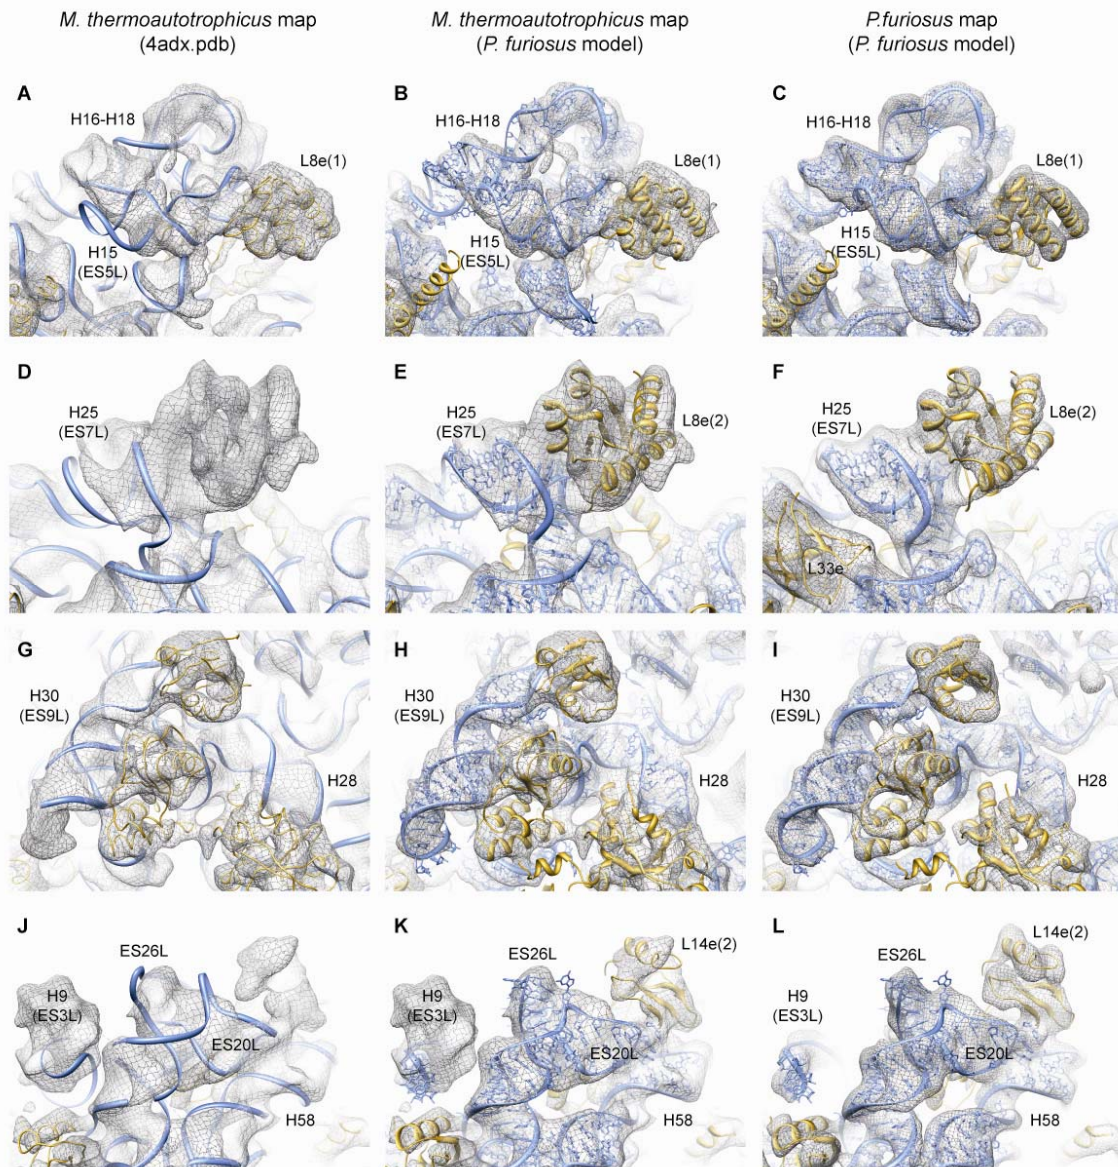 M. thermoautotrophicus map
(4adx.pdb)
M. thermoautotrophicus map
(P. furiosus model)
P.furiosus map
(P. furiosus model)
A
H16-H18
L8e(1)
H15
(ES5L)
B
H16-H18
L8e(1)
H15
(ES5L)
C
H16-H18
L8e(1)
H15
(ES5L)
D
H25
(ES7L)
E
H25
(ES7L)
L8e(2)
F
H25
(ES7L)
L8e(2)
L33e
G
H30
(ES9L)
H28
H
H30
(ES9L)
H28
I
H30
(ES9L)
H28
J
ES26L
H9
(ES3L)
ES20L
H58
K
ES26L
L14e(2)
H9
(ES3L)
ES20L
H58
L
ES26L
L14e(2)
H9
(ES3L)
ES20L
H58